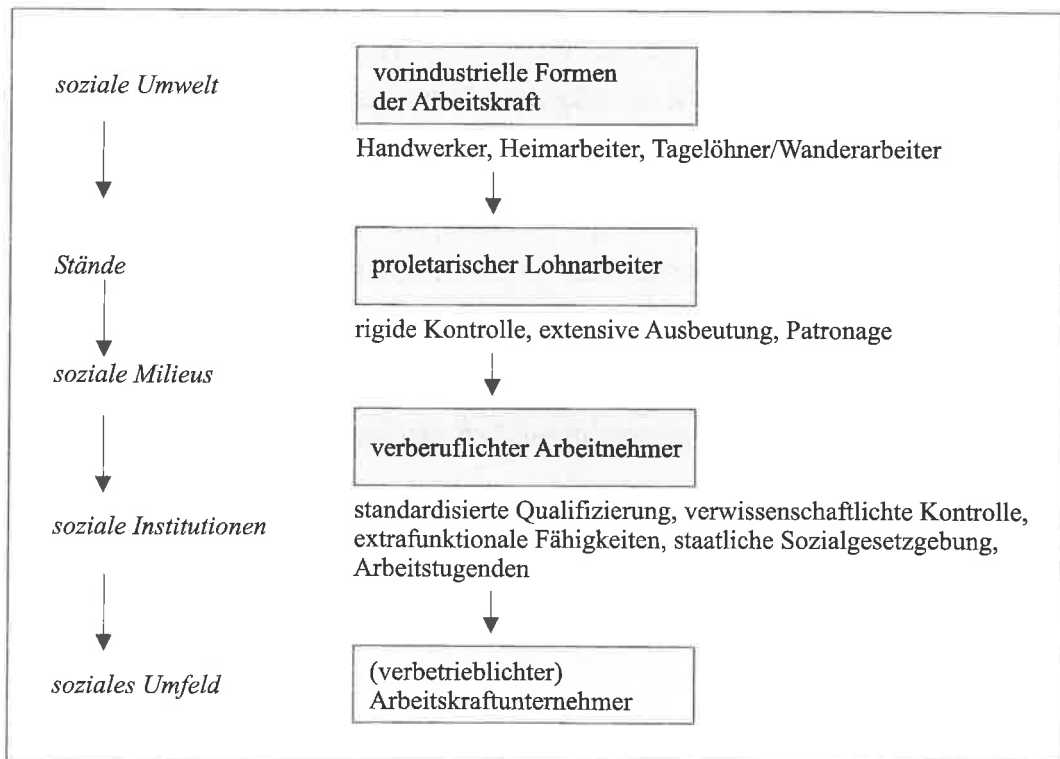 soziale Umwelt
vorindustrielle Formen
der Arbeitskraft
Handwerker, Heimarbeiter, Tagelöhner/Wanderarbeiter
Stände
proletarischer Lohnarbeiter
rigide Kontrolle, extensive Ausbeutung, Patronage
soziale Milieus
verberuflichter Arbeitnehmer
soziale Institutionen
standardisierte Qualifizierung, verwissenschaftlichte Kontrolle,
extrafunktionale Fähigkeiten, staatliche Sozialgesetzgebung,
Arbeitstugenden
soziales Umfeld
(verbetrieblichter)
Arbeitskraftunternehmer